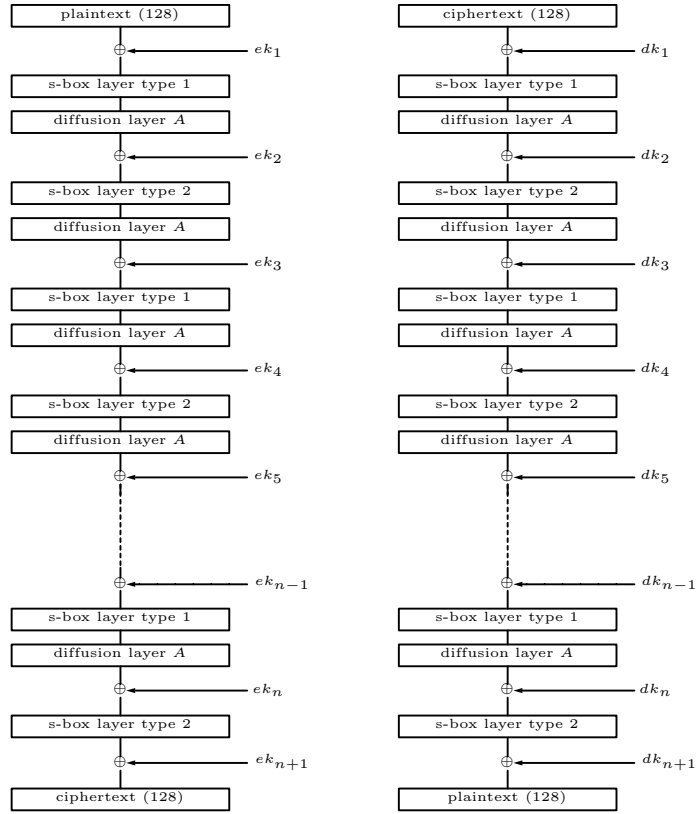 plaintext (128)
ek₁
s-box layer type 1
diffusion layer A
ek₂
s-box layer type 2
diffusion layer A
ek₃
s-box layer type 1
diffusion layer A
ek₄
s-box layer type 2
diffusion layer A
ek₅
ekₙ₋₁
s-box layer type 1
diffusion layer A
ekₙ
s-box layer type 2
ekₙ₊₁
ciphertext (128)
ciphertext (128)
dk₁
s-box layer type 1
diffusion layer A
dk₂
s-box layer type 2
diffusion layer A
dk₃
s-box layer type 1
diffusion layer A
dk₄
s-box layer type 2
diffusion layer A
dk₅
dkₙ₋₁
s-box layer type 1
diffusion layer A
dkₙ
s-box layer type 2
dkₙ₊₁
plaintext (128)